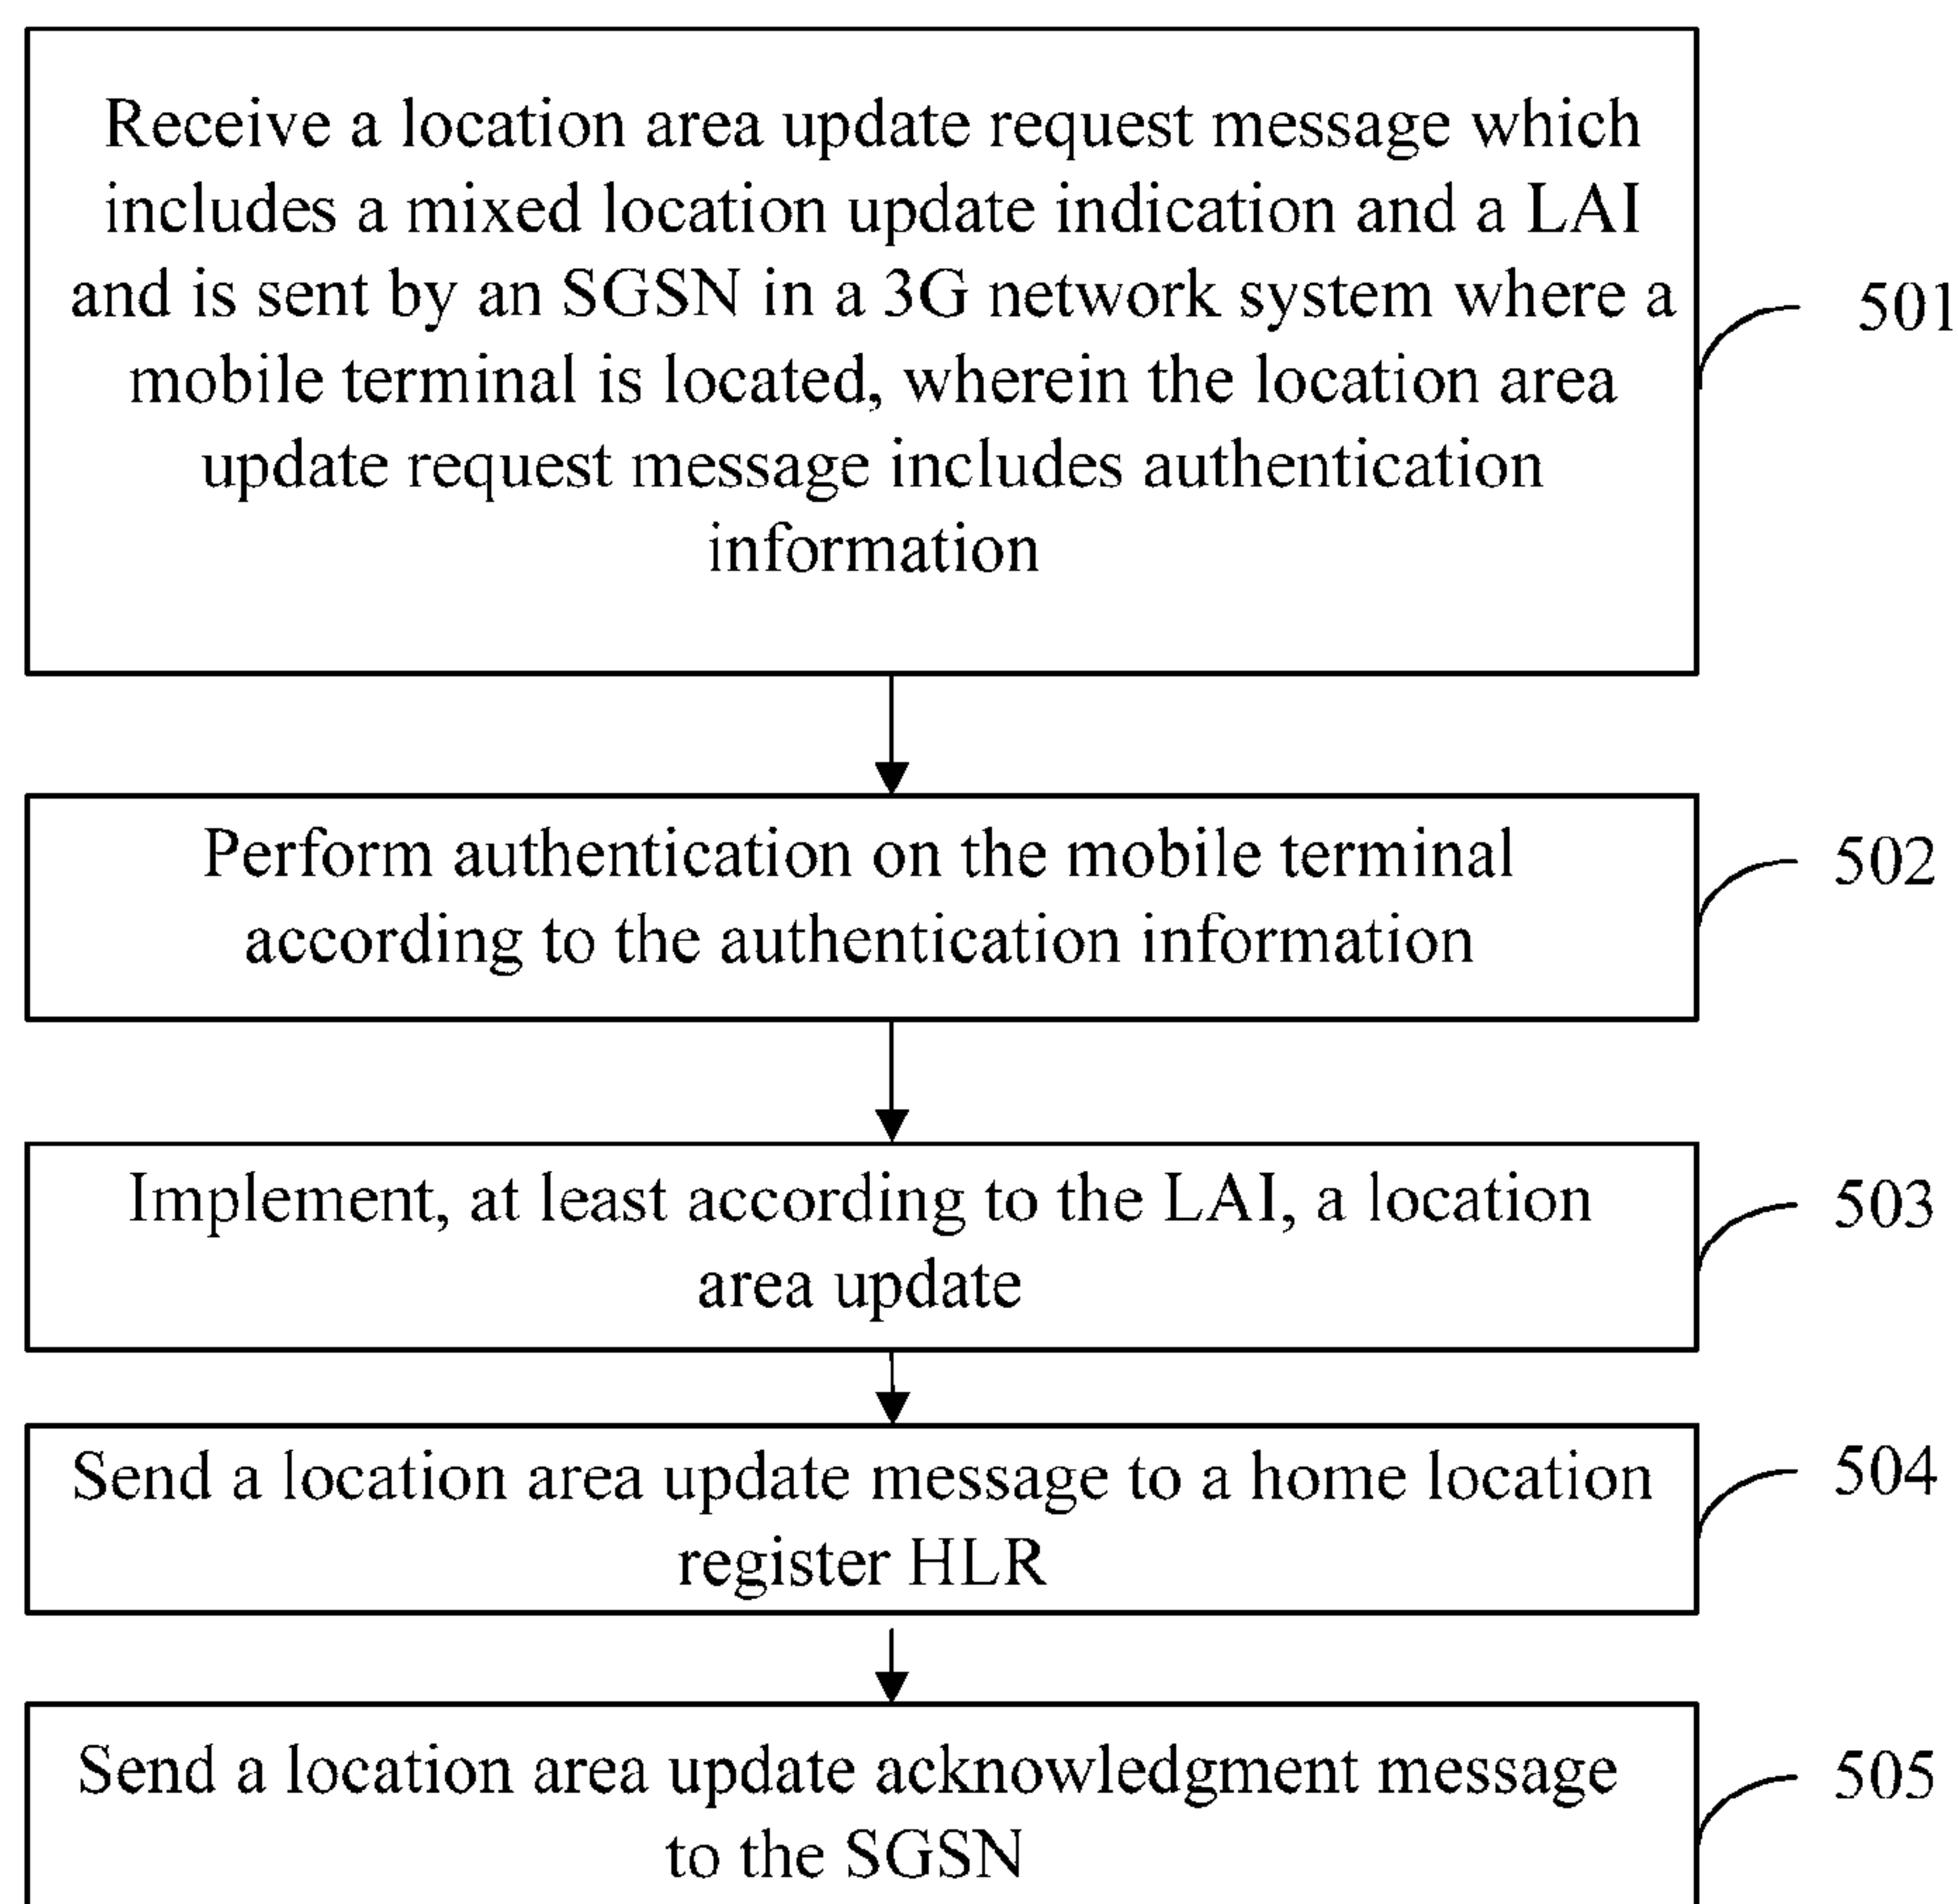 Receive a location area update request message which
includes a mixed location update indication and a LAI
and is sent by an SGSN in a 3G network system where a
mobile terminal is located, wherein the location area
update request message includes authentication
information
501
Perform authentication on the mobile terminal
according to the authentication information
502
Implement, at least according to the LAI, a location
area update
503
Send a location area update message to a home location
register HLR
504
Send a location area update acknowledgment message
to the SGSN
505